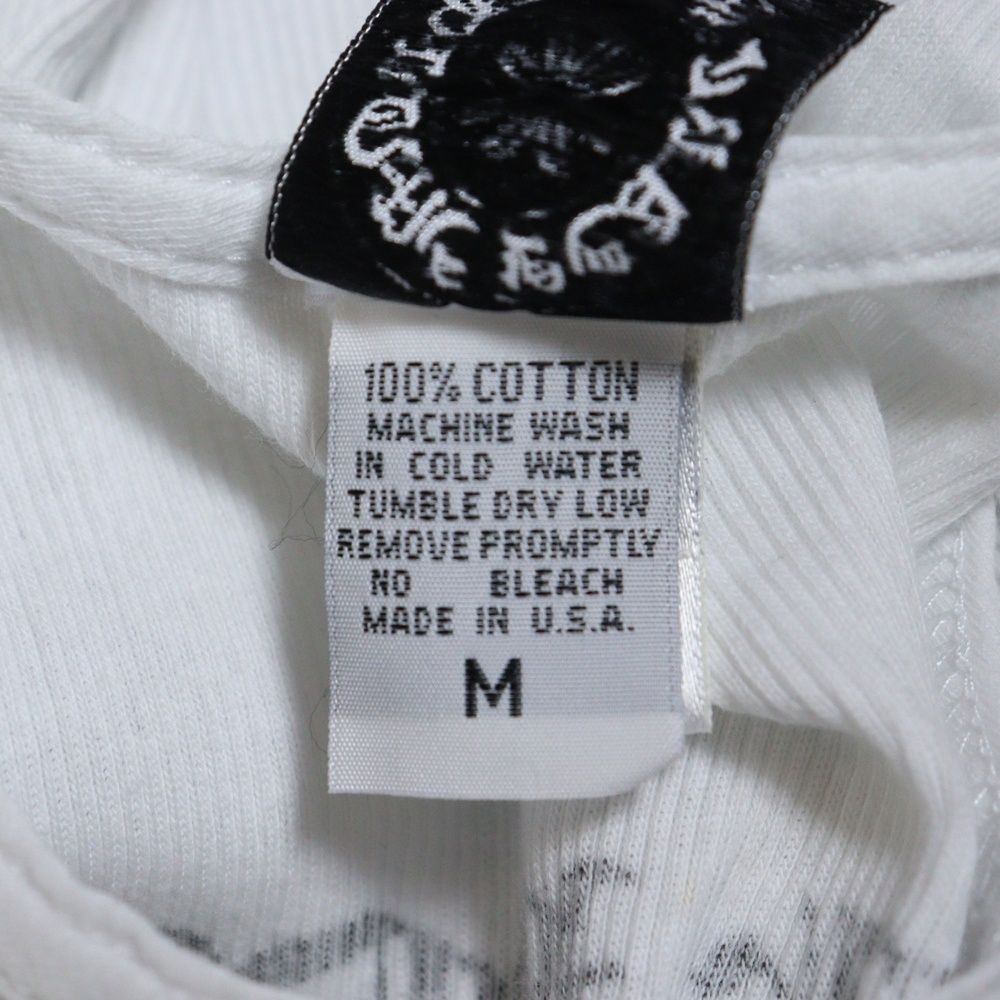 100% COTTON
MACHINE WASH
IN COLD WATER
TUMBLE DRY LOW
REMOVE PROMPTLY
NO BLEACH
MADE IN U.S.A.
M